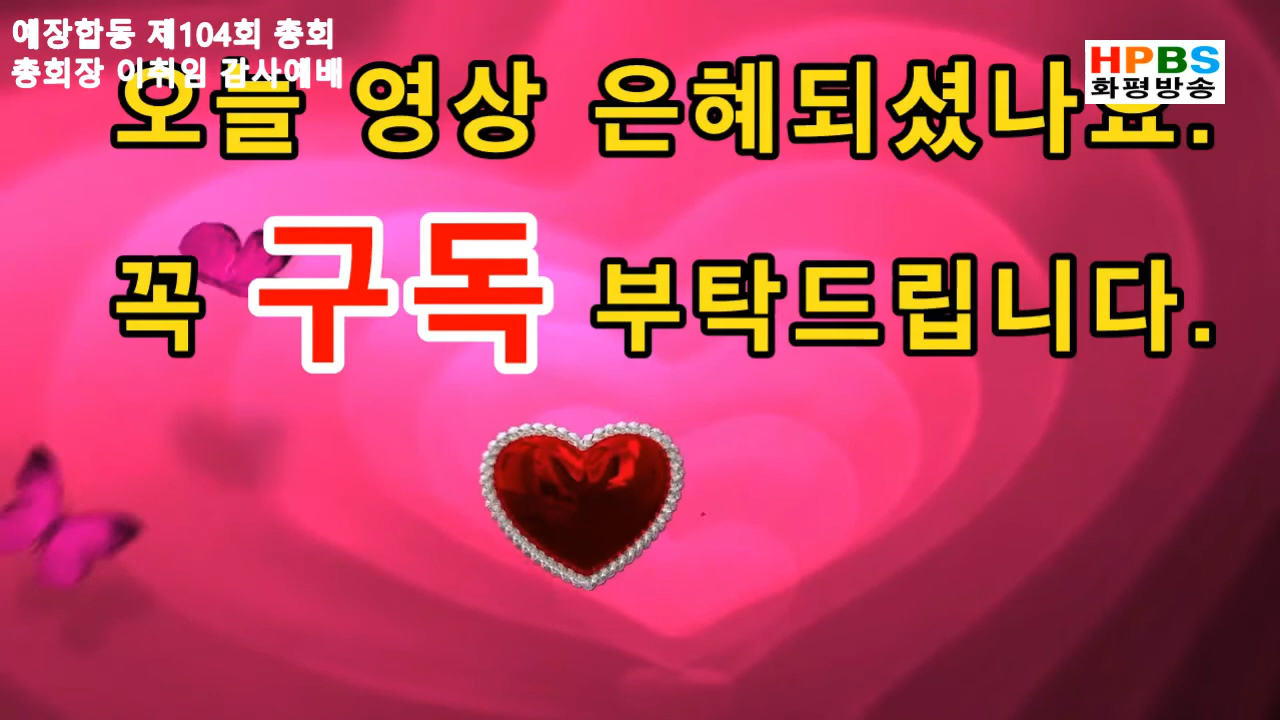 예장합동 제104회 총회
총회장 이취임 감사예배
HPBS
화평방송
오늘 영상 은혜되셨나요.
꼭 구독 부탁드립니다.